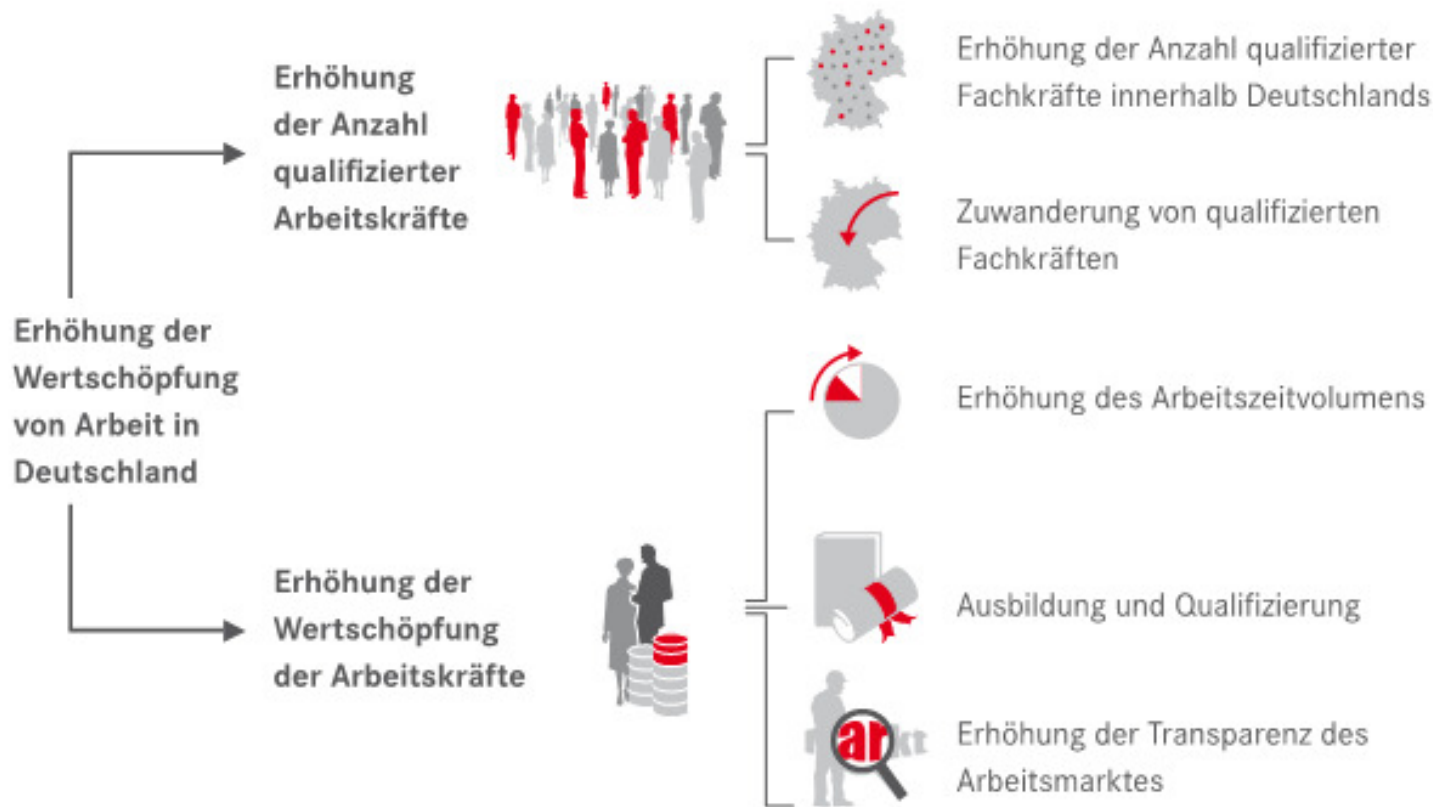 Erhöhung der
Wertschöpfung
von Arbeit in
Deutschland
Erhöhung
der Anzahl
qualifizierter
Arbeitskräfte
Erhöhung der Anzahl qualifizierter
Fachkräfte innerhalb Deutschlands
Zuwanderung von qualifizierten
Fachkräften
Erhöhung der
Wertschöpfung
der Arbeitskräfte
Erhöhung des Arbeitszeitvolumens
Ausbildung und Qualifizierung
arkt
Erhöhung der Transparenz des
Arbeitsmarktes